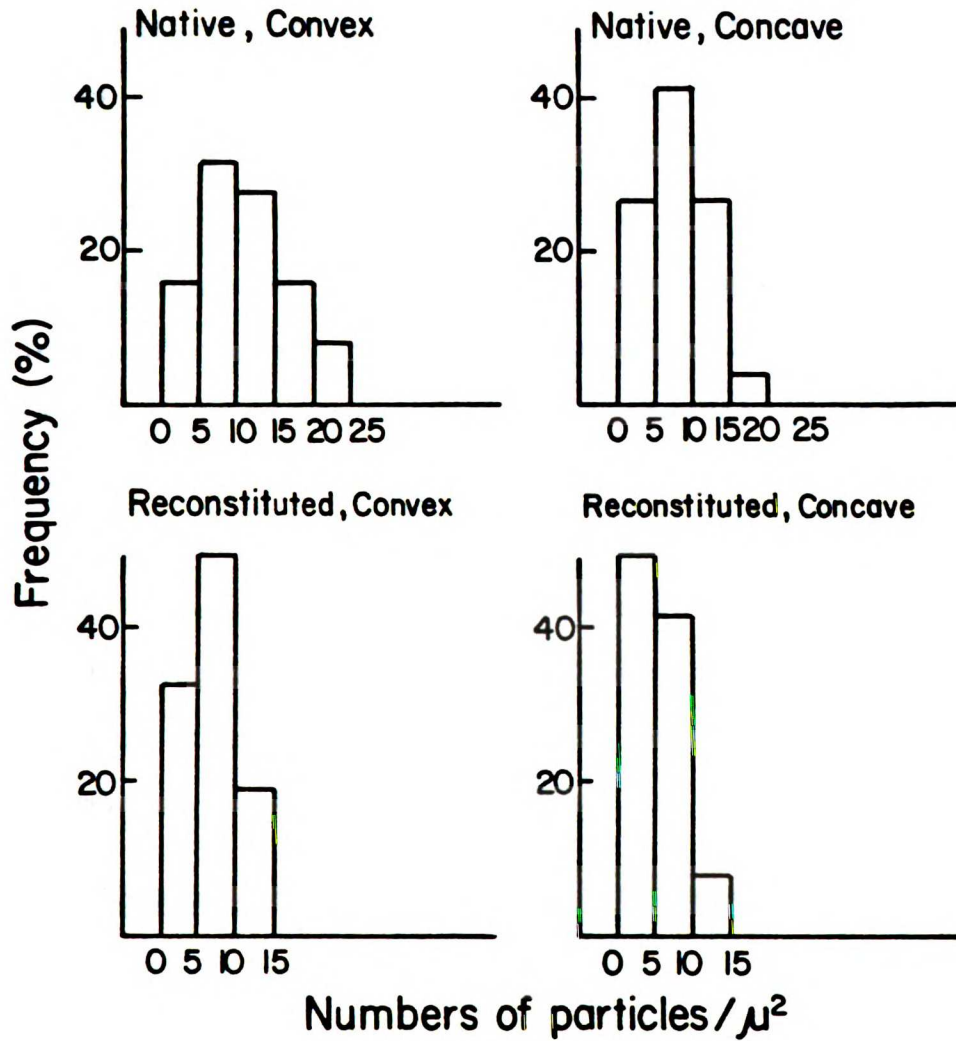 Native, Convex
Native, Concave
40
20
0 5 10 15 20 25
40
20
0 5 10 15 20 25
Frequency (%)
Reconstituted, Convex
Reconstituted, Concave
40
20
0 5 10 15
40
20
0 5 10 15
Numbers of particles/μ²